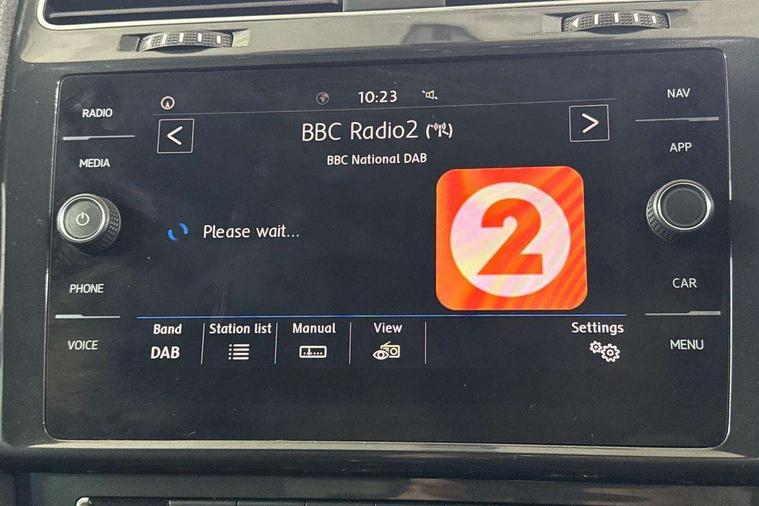 RADIO
MEDIA
PHONE
VOICE
10:23
BBC Radio2
BBC National DAB
2
Please wait...
Band
DAB
Station list
Manual
View
Settings
NAV
APP
CAR
MENU